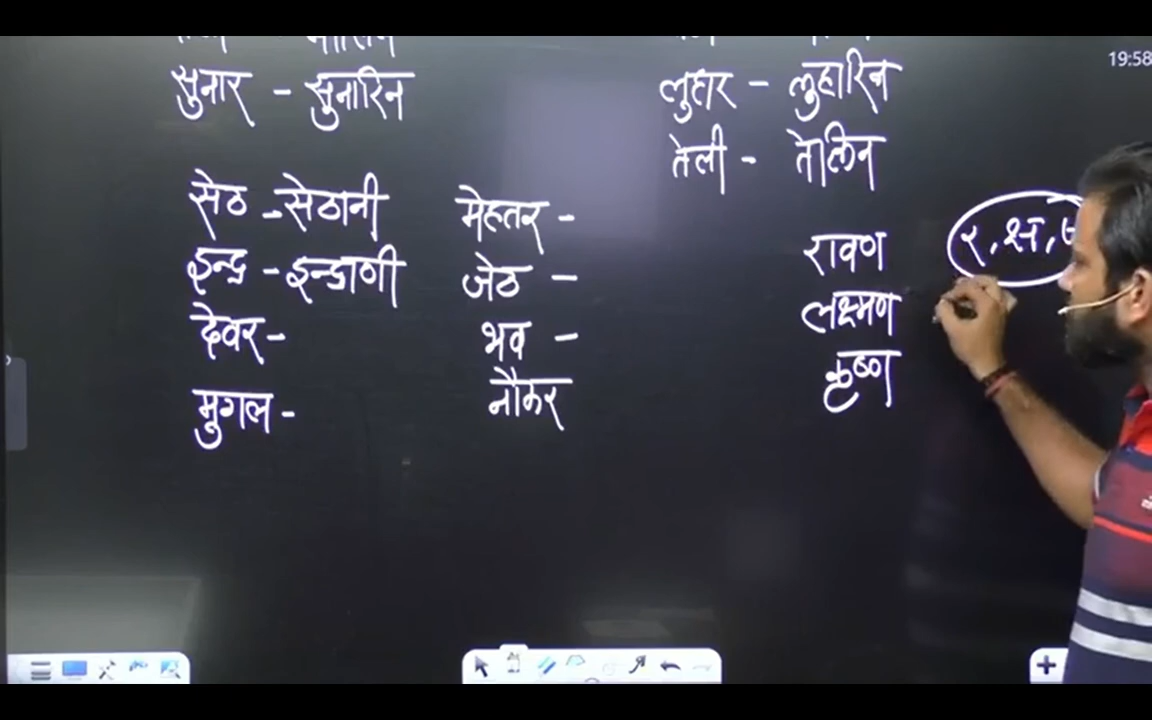 19:58
सुनार - सुनारिन
लुहार - लुहारिन
तेली - तेलिन
सेठ - सेठानी
मेहतर -
इन्द्र - इन्द्राणी
जेठ -
देवर -
भव -
मुगल -
नौकर
रावण
लक्ष्मण
कृष्ण
र, क्ष,